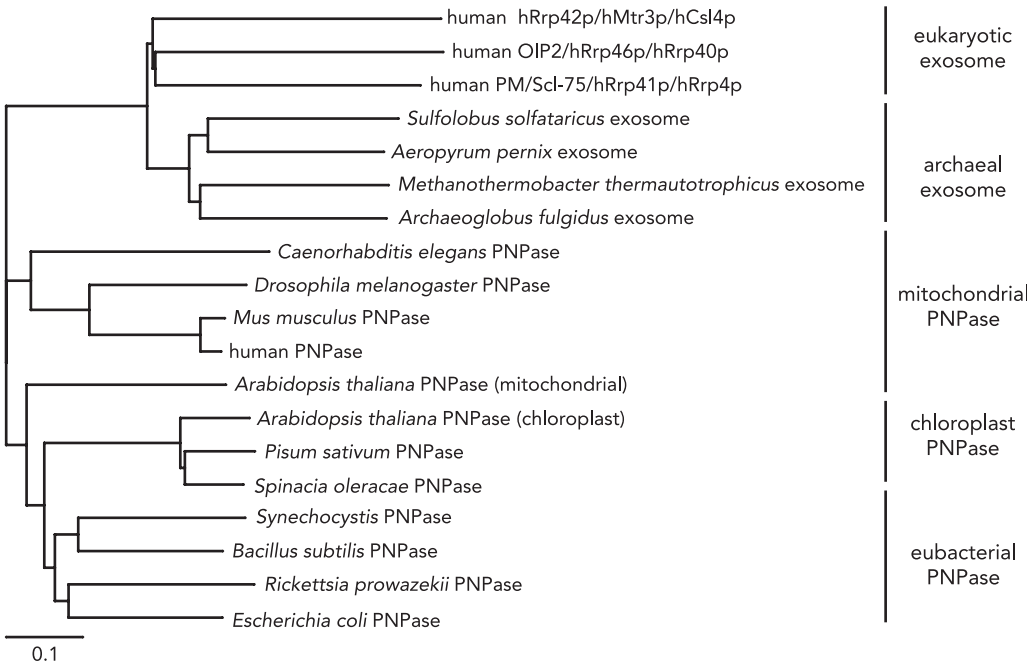 human hRrp42p/hMtr3p/hCsl4p
human OIP2/hRrp46p/hRrp40p
human PM/Scl-75/hRrp41p/hRrp4p
eukaryotic
exosome
Sulfolobus solfataricus exosome
Aeropyrum pernix exosome
Methanothermobacter thermautotrophicus exosome
Archaeoglobus fulgidus exosome
archaeal
exosome
Caenorhabditis elegans PNPase
Drosophila melanogaster PNPase
Mus musculus PNPase
human PNPase
Arabidopsis thaliana PNPase (mitochondrial)
mitochondrial
PNPase
Arabidopsis thaliana PNPase (chloroplast)
Pisum sativum PNPase
Spinacia oleracae PNPase
chloroplast
PNPase
Synechocystis PNPase
Bacillus subtilis PNPase
Rickettsia prowazekii PNPase
Escherichia coli PNPase
eubacterial
PNPase
0.1